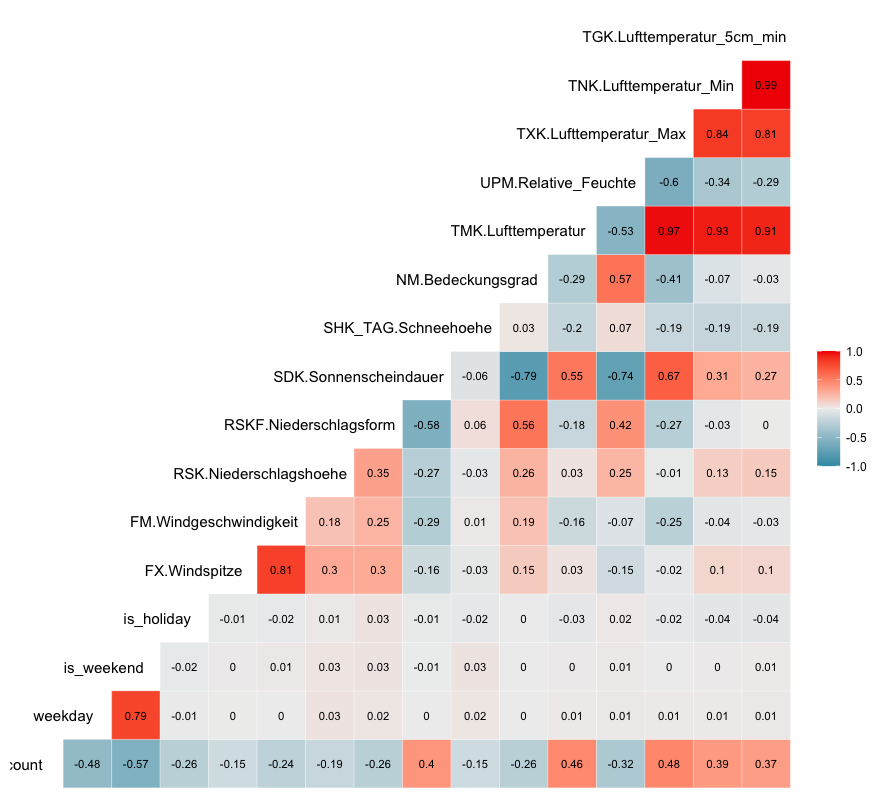 TGK.Lufttemperatur_5cm_min
TNK.Lufttemperatur_Min 0.99
TXK.Lufttemperatur_Max 0.84 0.81
UPM.Relative_Feuchte -0.6 -0.34 -0.29
TMK.Lufttemperatur -0.53 0.97 0.93 0.91
NM.Bedeckungsgrad -0.29 0.57 -0.41 -0.07 -0.03
SHK_TAG.Schneehoehe 0.03 -0.2 0.07 -0.19 -0.19 -0.19
SDK.Sonnenscheindauer -0.06 -0.79 0.55 -0.74 0.67 0.31 0.27
RSKF.Niederschlagsform -0.58 0.06 0.56 -0.18 0.42 -0.27 -0.03 0
RSK.Niederschlagshoehe 0.35 -0.27 -0.03 0.26 0.03 0.25 -0.01 0.13 0.15
FM.Windgeschwindigkeit 0.18 0.25 -0.29 0.01 0.19 -0.16 -0.07 -0.25 -0.04 -0.03
FX.Windspitze 0.81 0.3 0.3 -0.16 -0.03 0.15 0.03 -0.15 -0.02 0.1 0.1
is_holiday -0.01 -0.02 0.01 0.03 -0.01 -0.02 0 -0.03 0.02 -0.02 -0.04 -0.04
is_weekend -0.02 0 0.01 0.03 0.03 -0.01 0.03 0 0 0.01 0 0 0.01
weekday 0.79 -0.01 0 0 0.03 0.02 0 0.02 0 0.01 0.01 0.01 0.01 0.01
count -0.48 -0.57 -0.26 -0.15 -0.24 -0.19 -0.26 0.4 -0.15 -0.26 0.46 -0.32 0.48 0.39 0.37
1.0
0.5
0.0
-0.5
-1.0